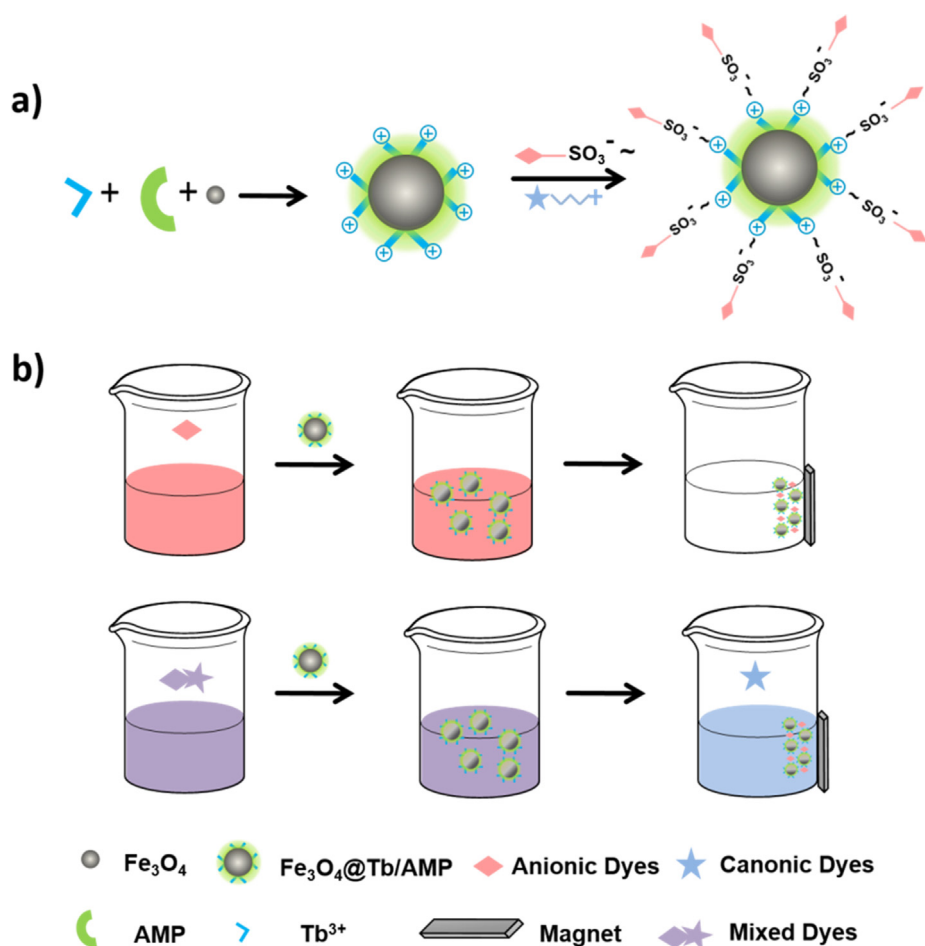 a)
+ + 
SO₃⁻ ~
SO₃⁻ ~
SO₃⁻ ~
SO₃⁻ ~
SO₃⁻ ~
SO₃⁻ ~
SO₃⁻ ~
SO₃⁻ ~
SO₃⁻ ~
b)
Fe₃O₄ Fe₃O₄@Tb/AMP Anionic Dyes Canonic Dyes
AMP Tb³⁺ Magnet Mixed Dyes